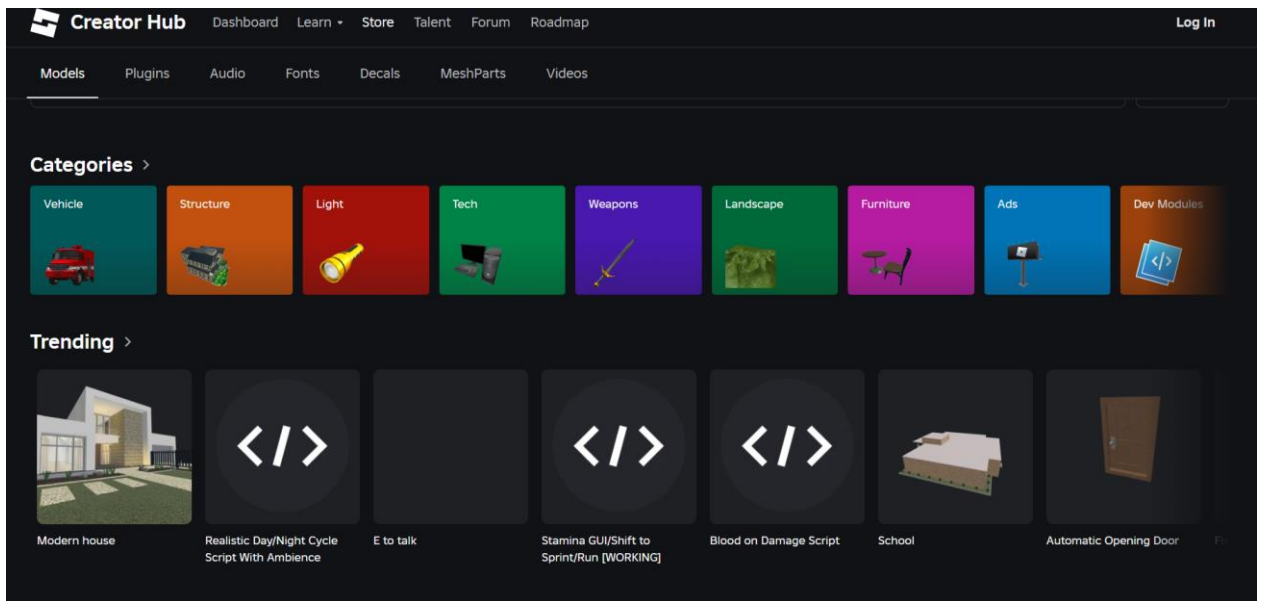 Creator Hub Dashboard Learn Store Talent Forum Roadmap Log In
Models Plugins Audio Fonts Decals MeshParts Videos
Categories >
Vehicle Structure Light Tech Weapons Landscape Furniture Ads Dev Modules
Trending >
</> </> </>
Modern house Realistic Day/Night Cycle E to talk Stamina GUI/Shift to Blood on Damage Script School Automatic Opening Door
Script With Ambience Sprint/Run [WORKING]